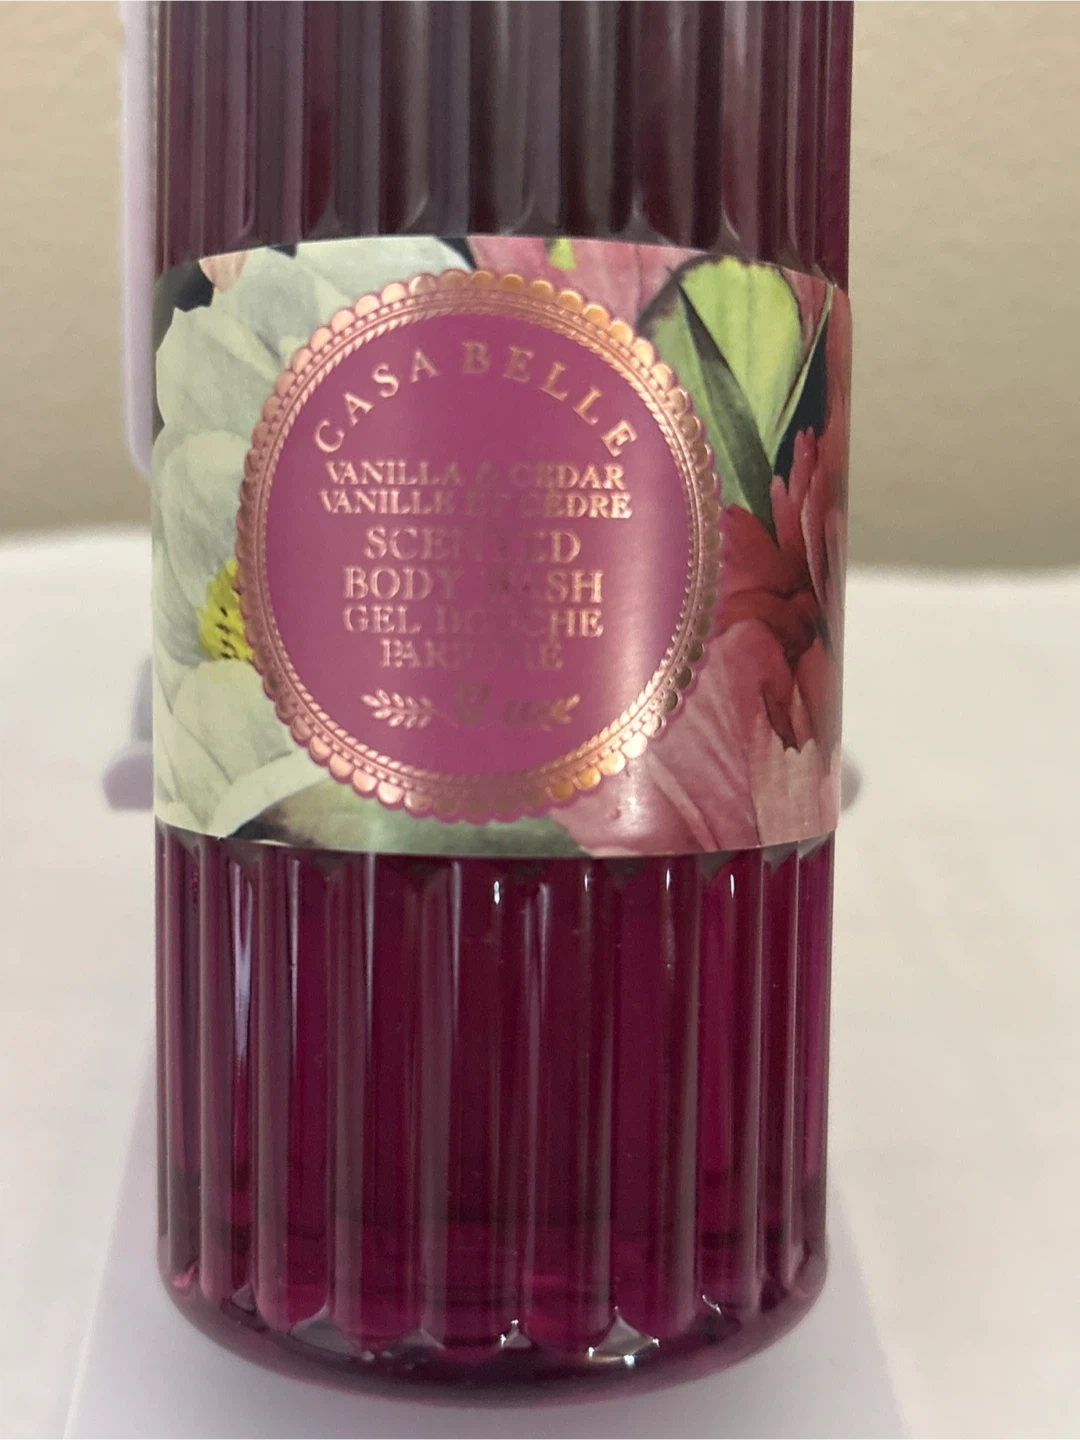 CASA BELLE
VANILLA & CEDAR
VANILLE ET CÈDRE
SCENTED
BODY WASH
GEL DOUCHE
PARFUMÉ